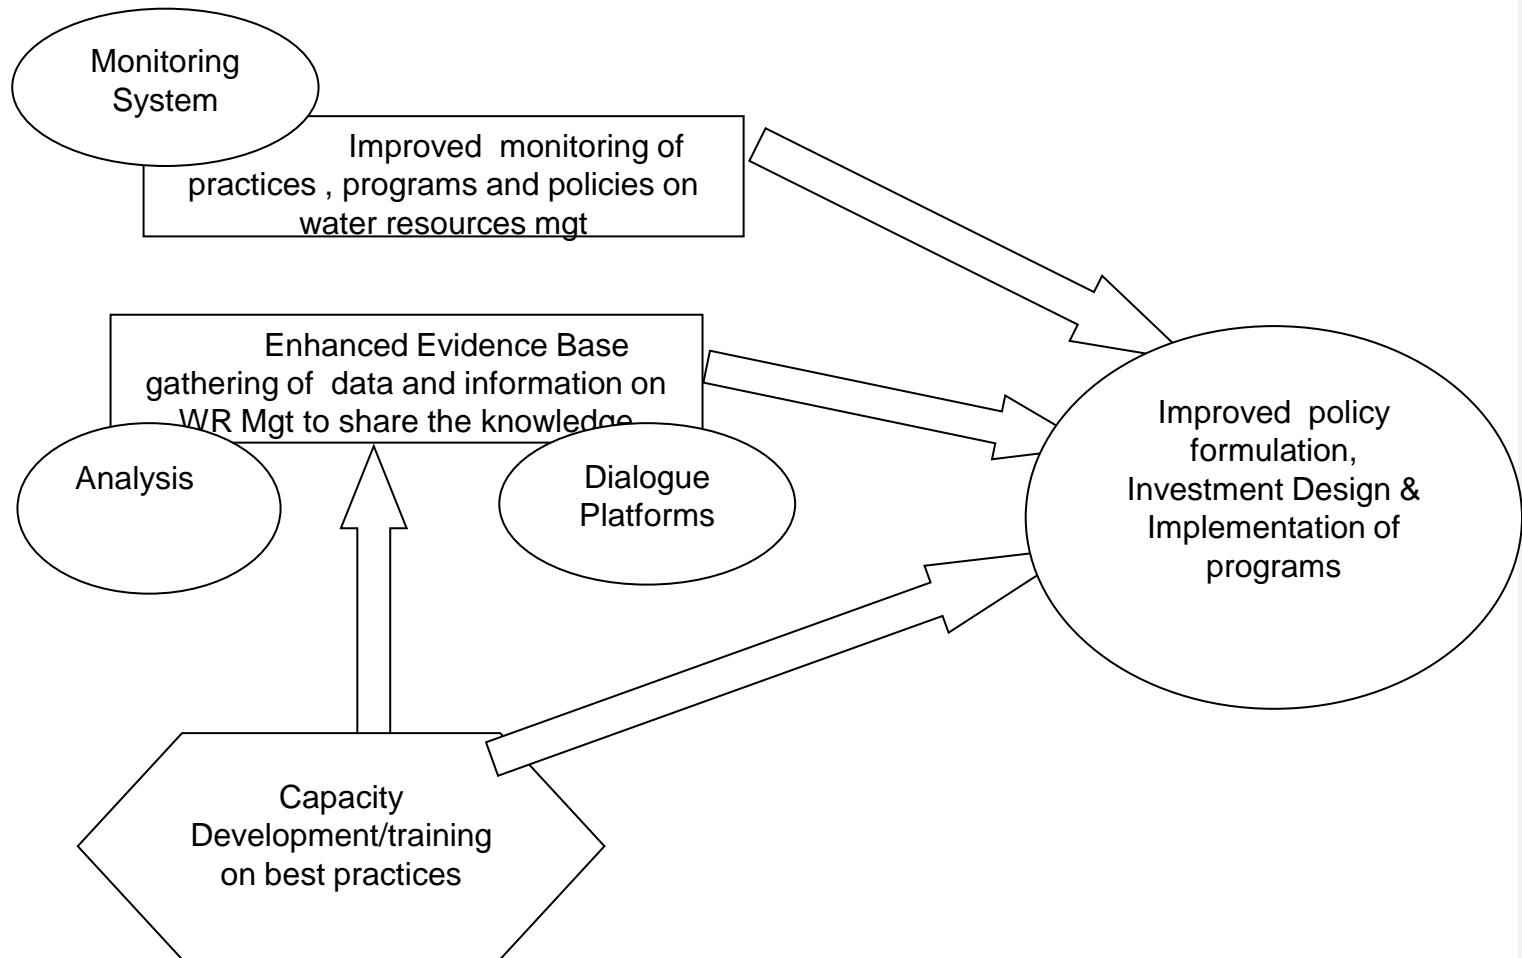 Monitoring
System
Improved monitoring of
practices , programs and policies on
water resources mgt
Enhanced Evidence Base
gathering of data and information on
WR Mgt to share the knowledge
Analysis
Dialogue
Platforms
Improved policy
formulation,
Investment Design &
Implementation of
programs
Capacity
Development/training
on best practices